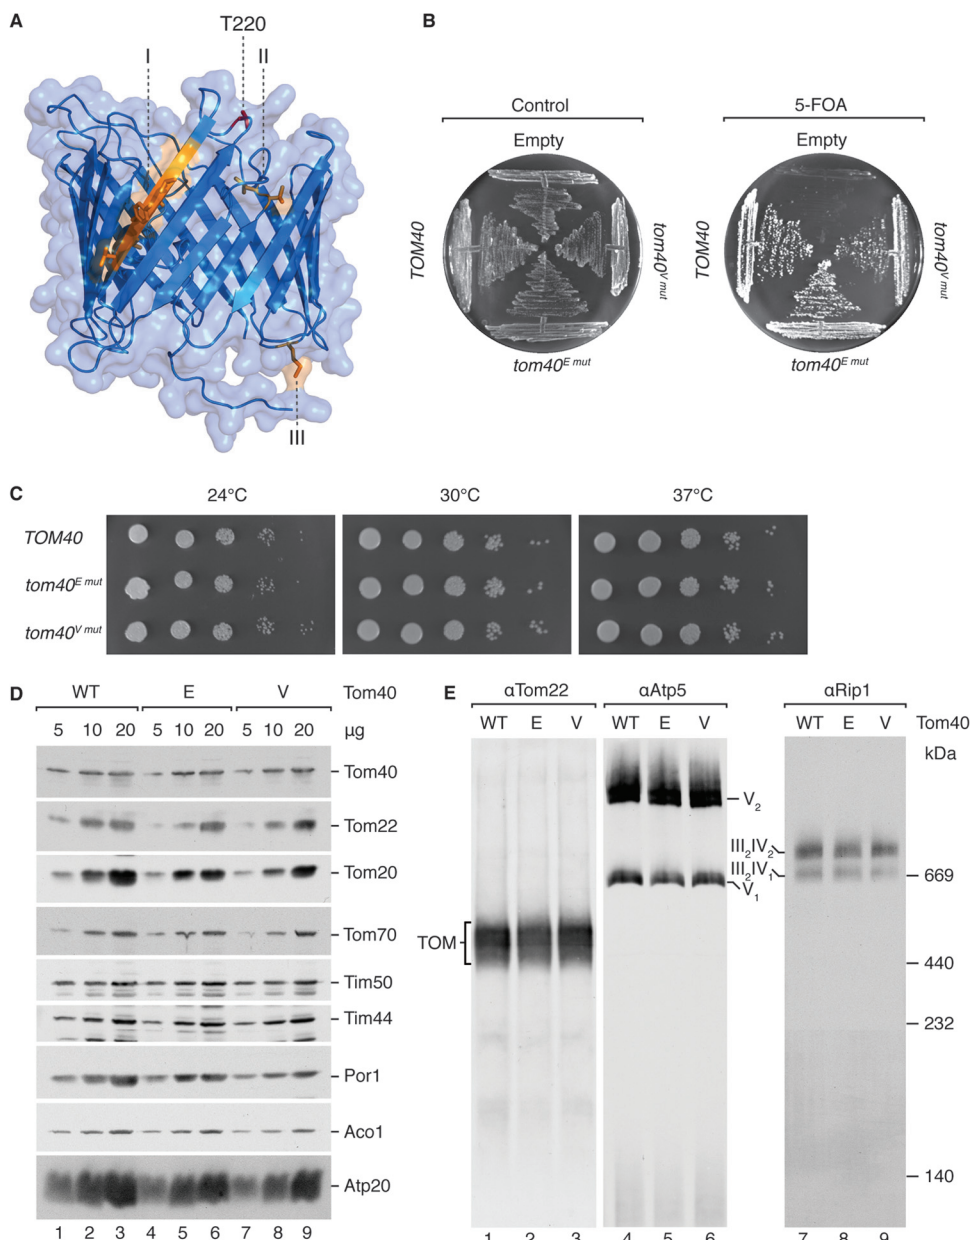 A
T220
I
II
III
B
Control
5-FOA
Empty
Empty
TOM40
tom40V mut
TOM40
tom40V mut
tom40E mut
tom40E mut
C
24°C
30°C
37°C
TOM40
tom40E mut
tom40V mut
D
WT
E
V
Tom40
5 10 20 5 10 20 5 10 20 µg
Tom40
Tom22
Tom20
Tom70
Tim50
Tim44
Por1
Aco1
Atp20
1 2 3 4 5 6 7 8 9
E
αTom22
αAtp5
αRip1
WT E V WT E V WT E V Tom40
kDa
V2
III2IV2
III2IV1
669
V1
TOM
440
232
140
1 2 3 4 5 6 7 8 9